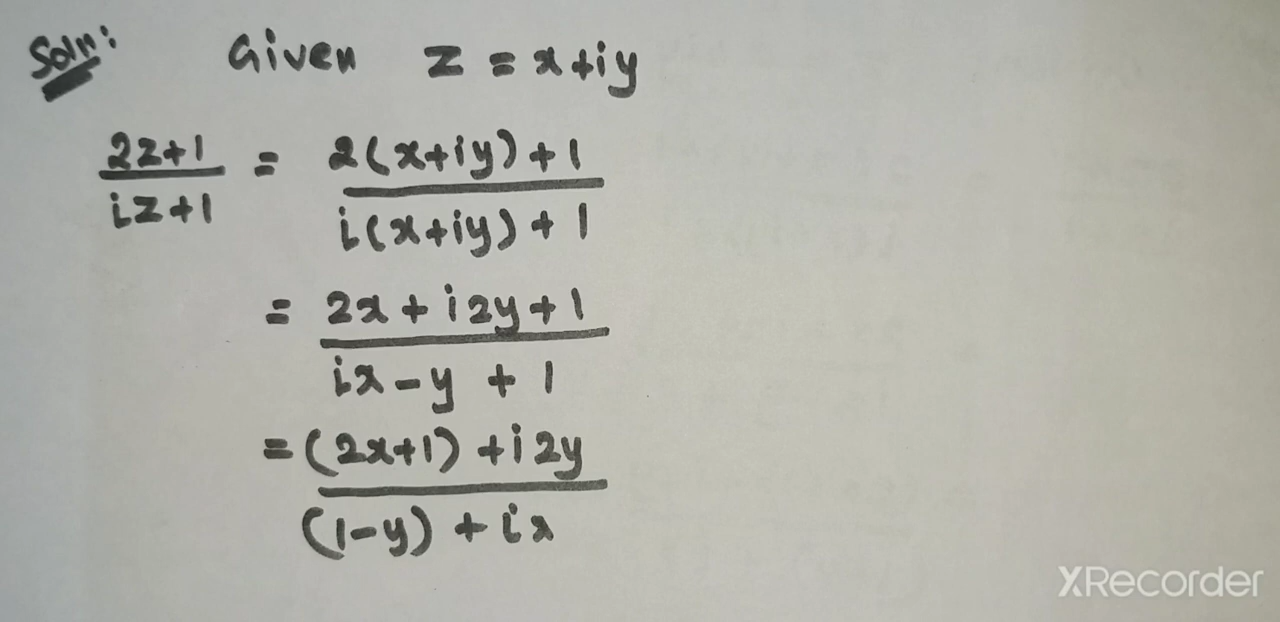 Soln: Given z = x+iy
2z+1 / iz+1 = 2(x+iy)+1 / i(x+iy)+1
= 2x+i2y+1 / ix-y+1
= (2x+1)+i2y / (1-y)+ix
XRecorder